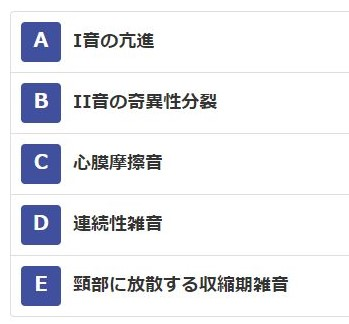 A I音の亢進
B II音の奇異性分裂
C 心膜摩擦音
D 連続性雑音
E 頸部に放散する収縮期雑音